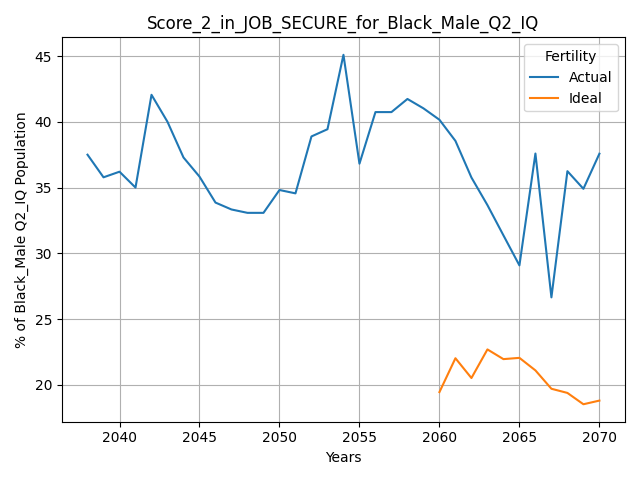 Score_2_in_JOB_SECURE_for_Black_Male_Q2_IQ
Fertility
Actual
Ideal
% of Black_Male Q2_IQ Population
45
40
35
30
25
20
2040 2045 2050 2055 2060 2065 2070
Years